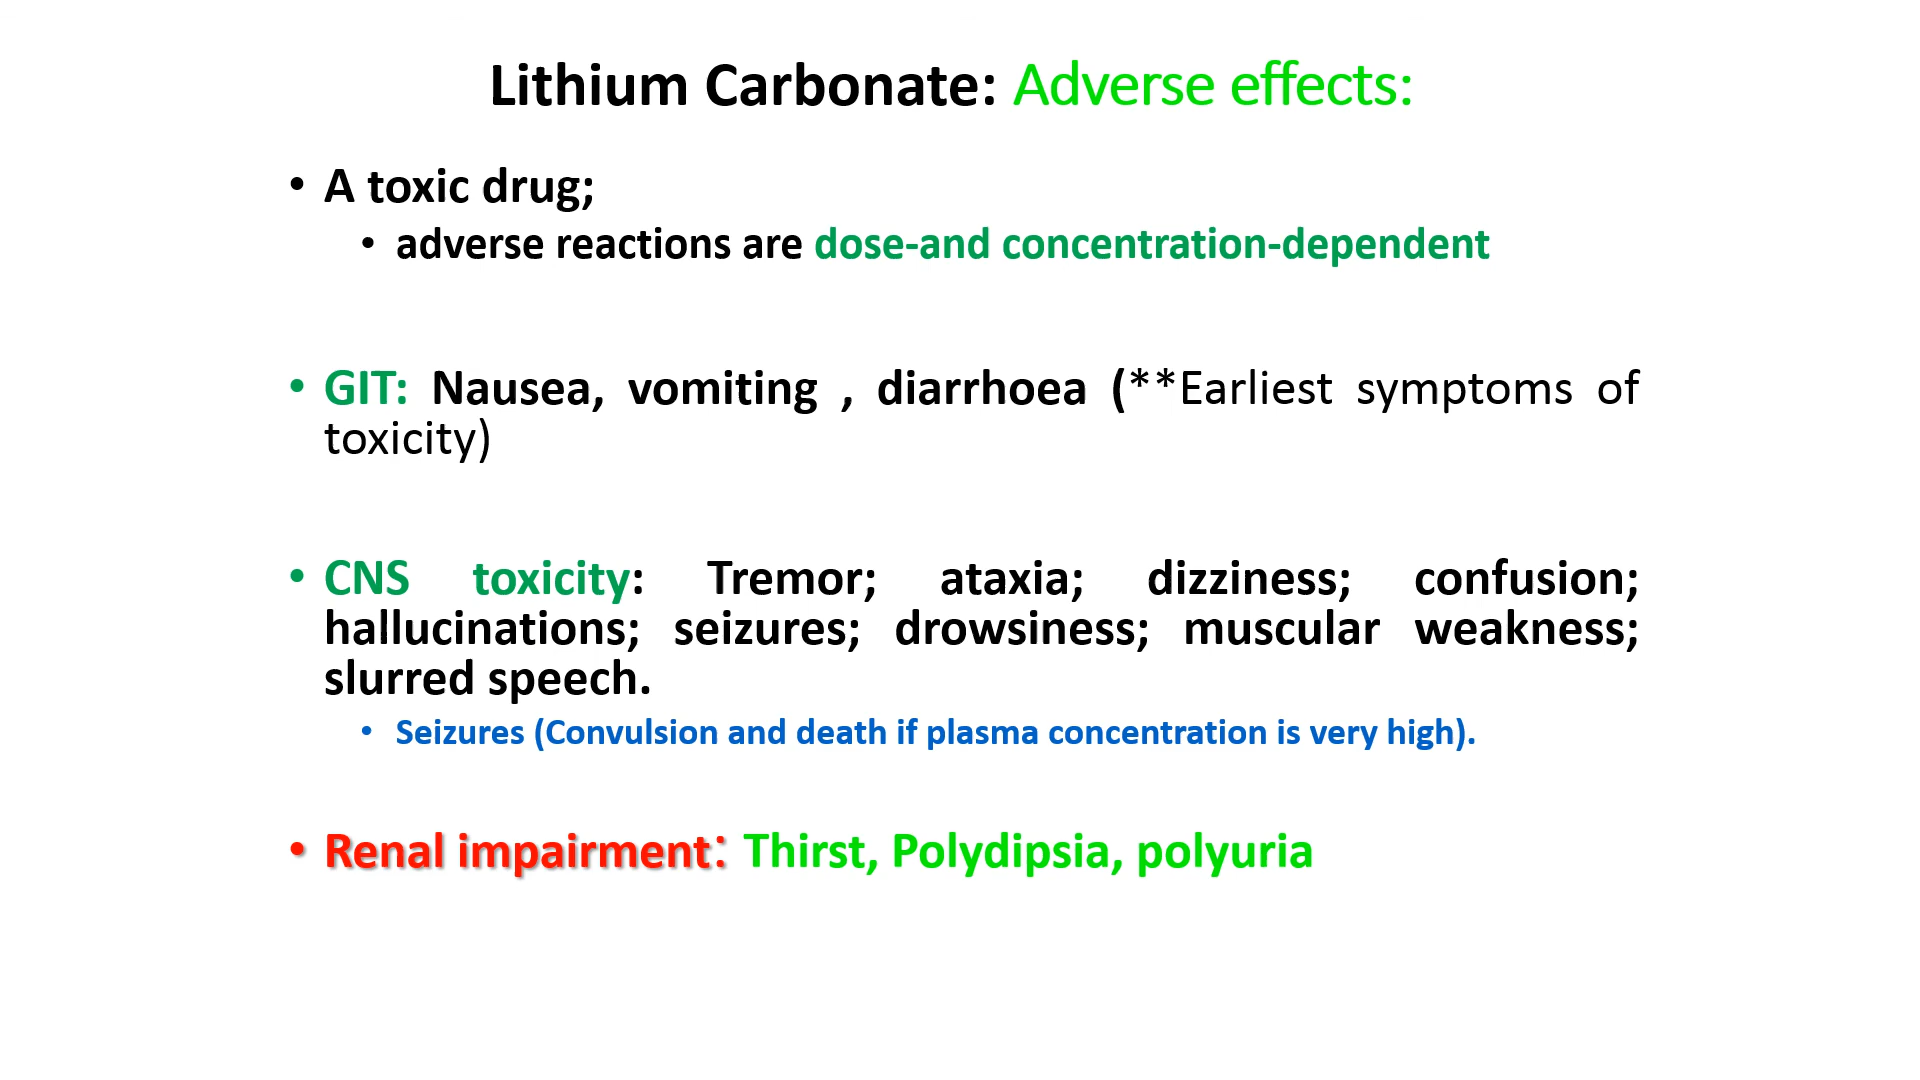 Lithium Carbonate: Adverse effects:
• A toxic drug;
• adverse reactions are dose-and concentration-dependent
• GIT: Nausea, vomiting , diarrhoea (**Earliest symptoms of
toxicity)
• CNS toxicity: Tremor; ataxia; dizziness; confusion;
hallucinations; seizures; drowsiness; muscular weakness;
slurred speech.
• Seizures (Convulsion and death if plasma concentration is very high).
• Renal impairment: Thirst, Polydipsia, polyuria